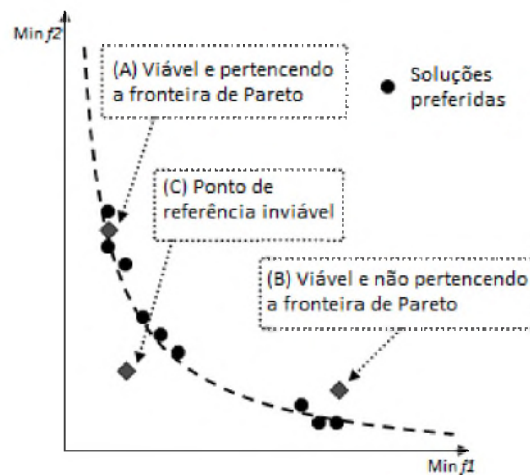 Min f2
(A) Viável e pertencendo
a fronteira de Pareto
Soluções
preferidas
(C) Ponto de
referência inviável
(B) Viável e não pertencendo
a fronteira de Pareto
Min f1